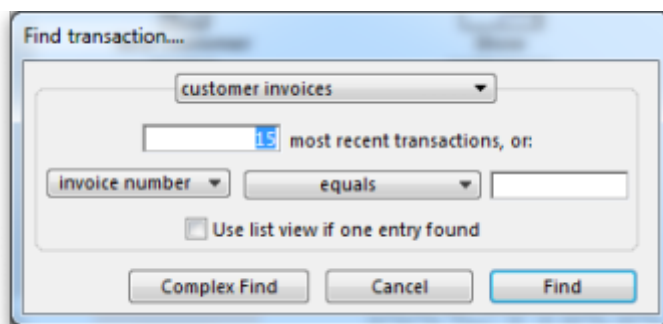 Find transaction....
customer invoices
15 most recent transactions, or:
invoice number equals
Use list view if one entry found
Complex Find Cancel Find